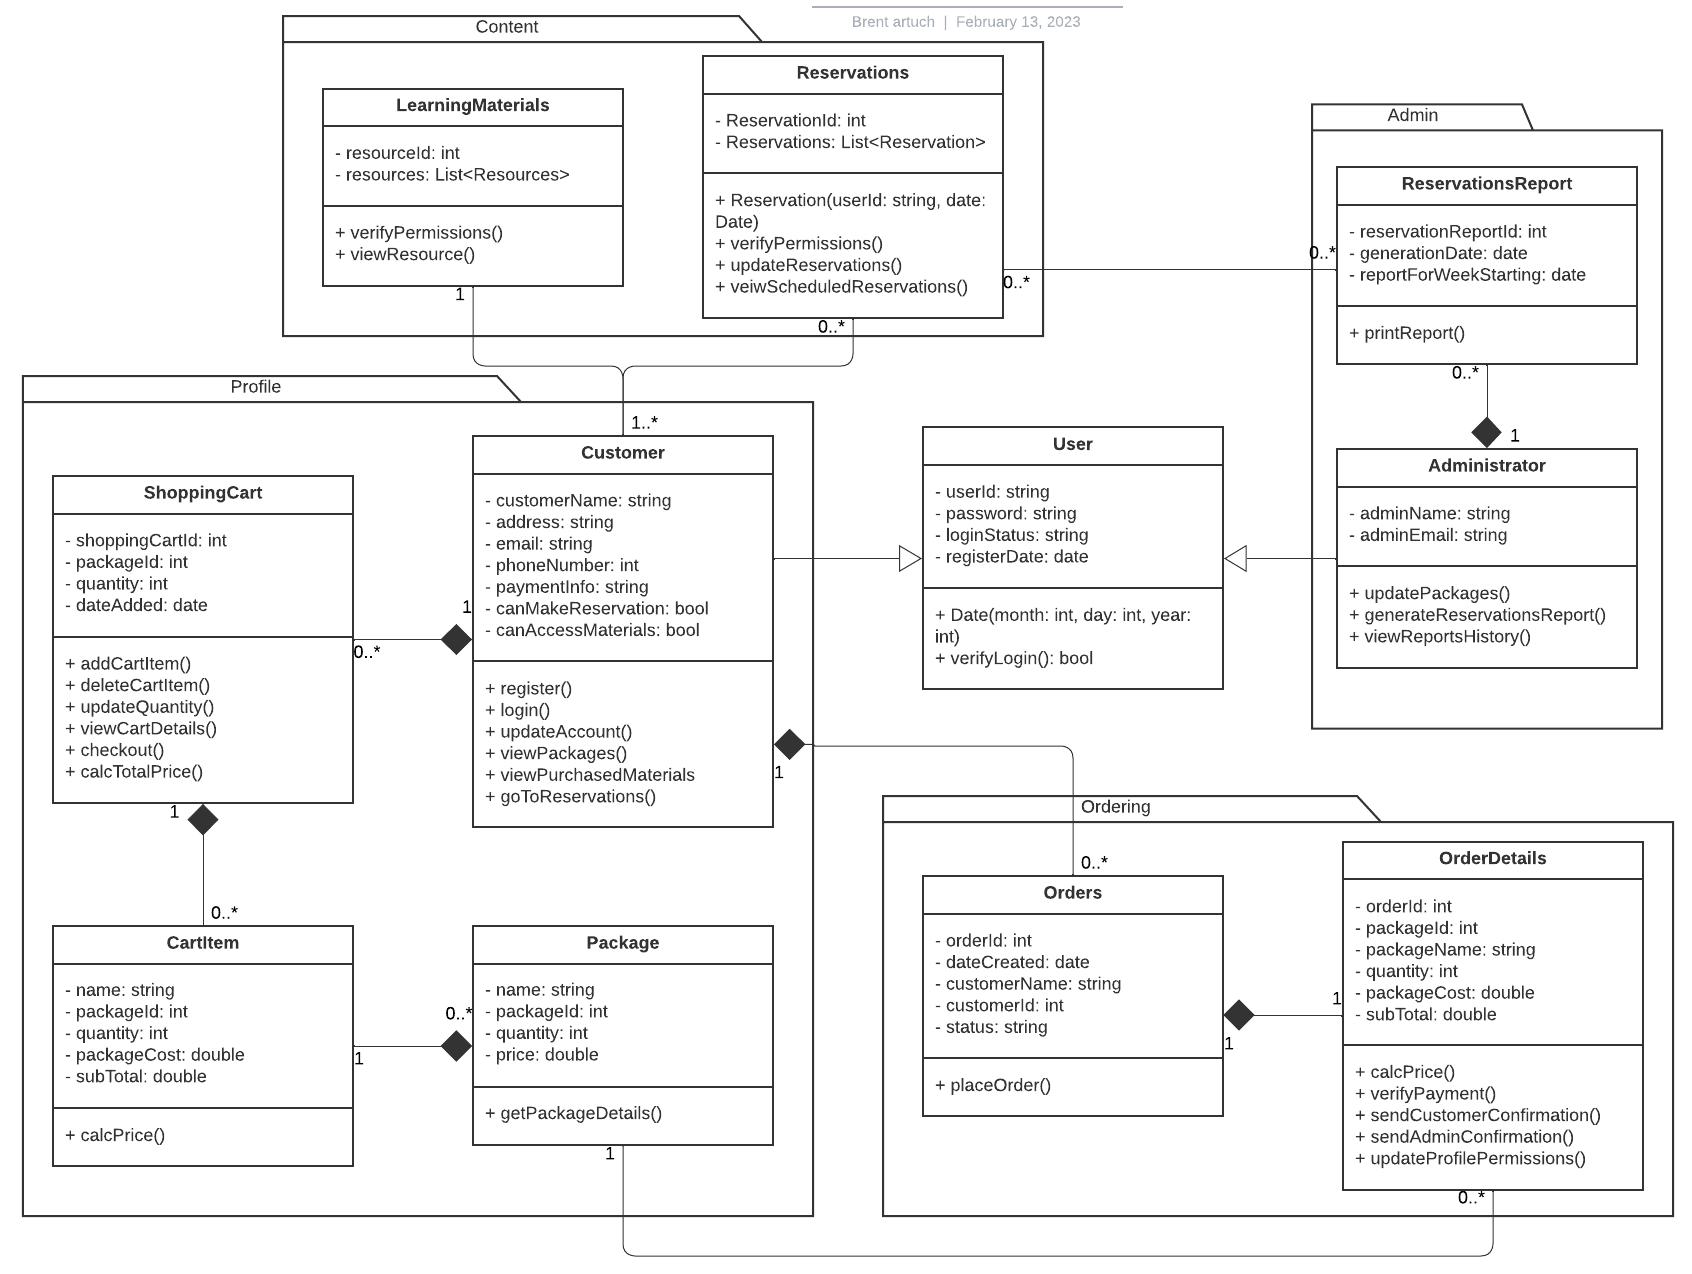 Brent artuch | February 13, 2023
Content
LearningMaterials
- resourceId: int
- resources: List<Resources>
+ verifyPermissions()
+ viewResource()
1
Reservations
- ReservationId: int
- Reservations: List<Reservation>
+ Reservation(userId: string, date:
Date)
+ verifyPermissions()
+ updateReservations()
+ veiwScheduledReservations()
0..*
0..*
Admin
ReservationsReport
- reservationReportId: int
- generationDate: date
- reportForWeekStarting: date
+ printReport()
0..*
0..*
1
Administrator
- adminName: string
- adminEmail: string
+ updatePackages()
+ generateReservationsReport()
+ viewReportsHistory()
Profile
1..*
Customer
- customerName: string
- address: string
- email: string
- phoneNumber: int
- paymentInfo: string
- canMakeReservation: bool
- canAccessMaterials: bool
+ register()
+ login()
+ updateAccount()
+ viewPackages()
+ viewPurchasedMaterials
+ goToReservations()
1
1
ShoppingCart
- shoppingCartId: int
- packageId: int
- quantity: int
- dateAdded: date
+ addCartItem()
+ deleteCartItem()
+ updateQuantity()
+ viewCartDetails()
+ checkout()
+ calcTotalPrice()
0..*
1
0..*
CartItem
- name: string
- packageId: int
- quantity: int
- packageCost: double
- subTotal: double
+ calcPrice()
1
0..*
Package
- name: string
- packageId: int
- quantity: int
- price: double
+ getPackageDetails()
1
User
- userId: string
- password: string
- loginStatus: string
- registerDate: date
+ Date(month: int, day: int, year:
int)
+ verifyLogin(): bool
Ordering
0..*
Orders
- orderId: int
- dateCreated: date
- customerName: string
- customerId: int
- status: string
+ placeOrder()
1
1
OrderDetails
- orderId: int
- packageId: int
- packageName: string
- quantity: int
- packageCost: double
- subTotal: double
+ calcPrice()
+ verifyPayment()
+ sendCustomerConfirmation()
+ sendAdminConfirmation()
+ updateProfilePermissions()
0..*